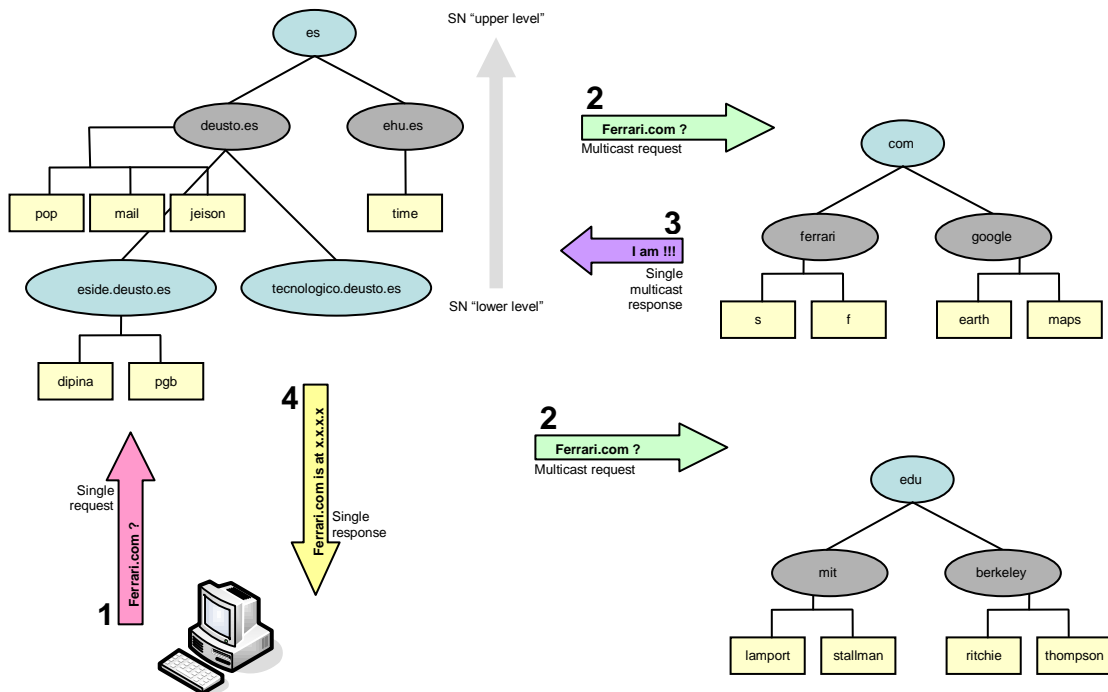 es
SN “upper level”
deusto.es
ehu.es
pop
mail
jeison
time
eside.deusto.es
tecnologico.deusto.es
SN “lower level”
dipina
pgb
2
Ferrari.com ?
Multicast request
com
3
I am !!!
Single
multicast
response
ferrari
google
s
f
earth
maps
4
Ferrari.com is at x.x.x.x
Single
response
Single
request
Ferrari.com ?
1
2
Ferrari.com ?
Multicast request
edu
mit
berkeley
lamport
stallman
ritchie
thompson